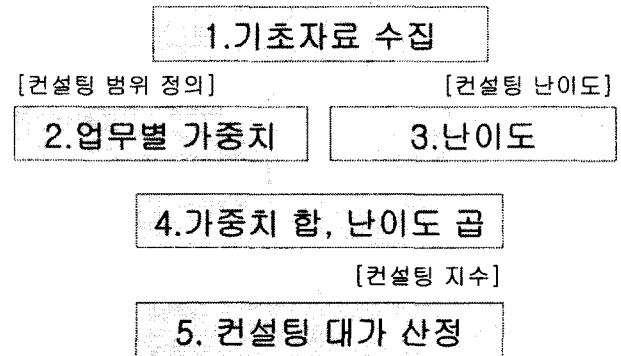 1.기초자료 수집
[컨설팅 범위 정의] [컨설팅 난이도]
2.업무별 가중치 3.난이도
4.가중치 합, 난이도 곱
[컨설팅 지수]
5. 컨설팅 대가 산정